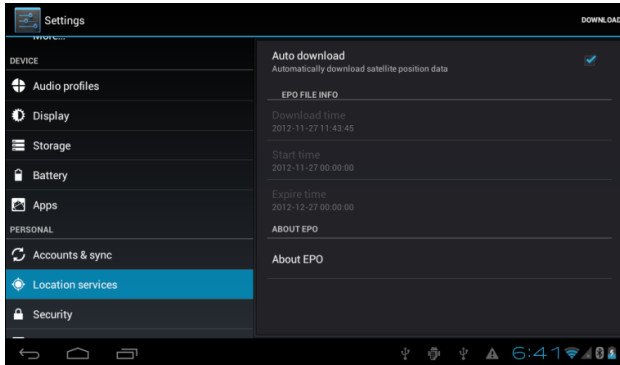 Settings
DOWNLOAD
More...
DEVICE
Audio profiles
Display
Storage
Battery
Apps
PERSONAL
Accounts & sync
Location services
Security
Auto download
Automatically download satellite position data
EPO FILE INFO
Download time
2012-11-27 11:43:45
Start time
2012-11-27 00:00:00
Expire time
2012-12-27 00:00:00
ABOUT EPO
About EPO
6:41